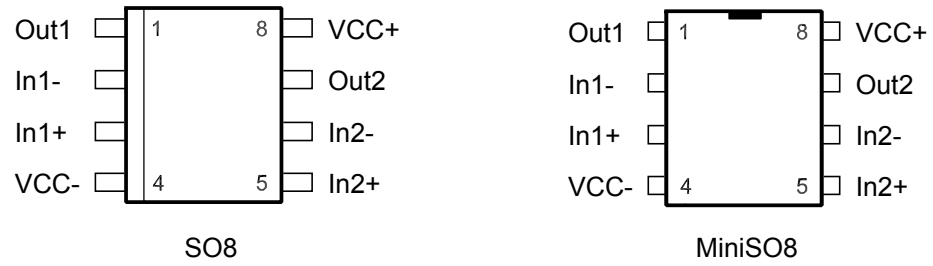 Out1 1 8 VCC+
In1- Out2
In1+ In2-
VCC- 4 5 In2+
SO8
Out1 1 8 VCC+
In1- Out2
In1+ In2-
VCC- 4 5 In2+
MiniSO8